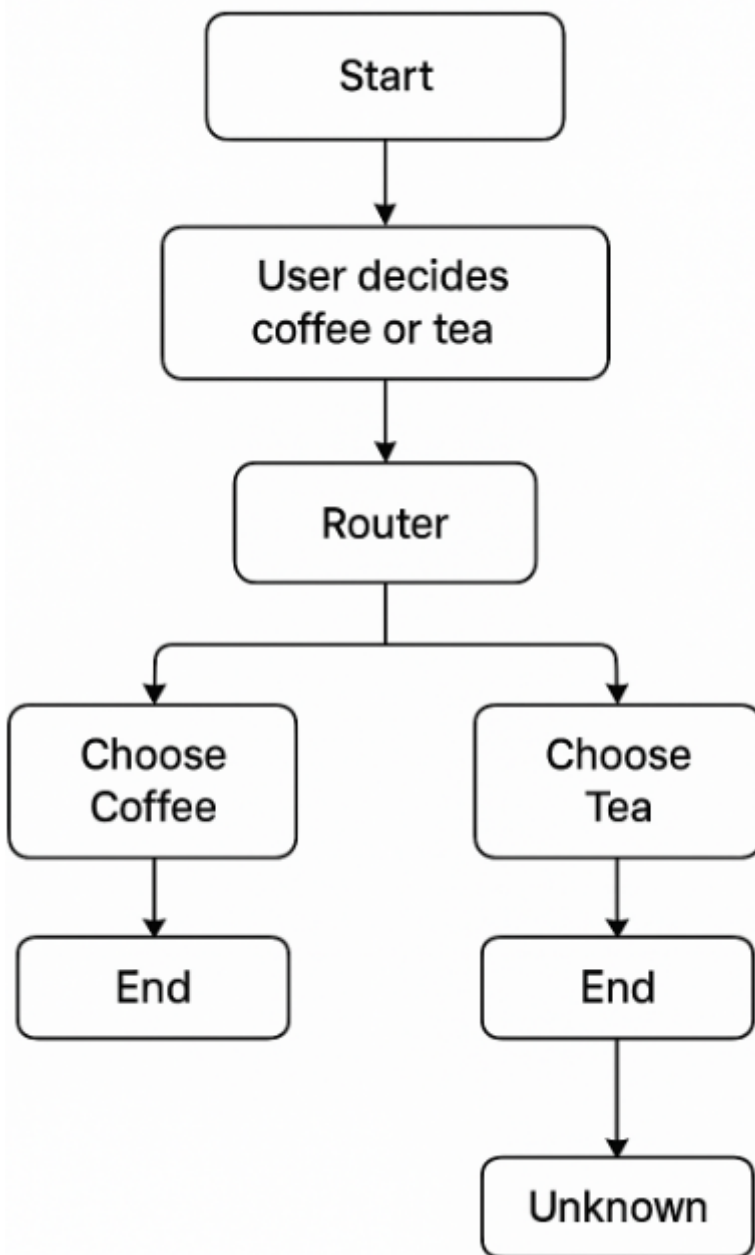 Start
User decides
coffee or tea
Router
Choose
Coffee
Choose
Tea
End
End
Unknown